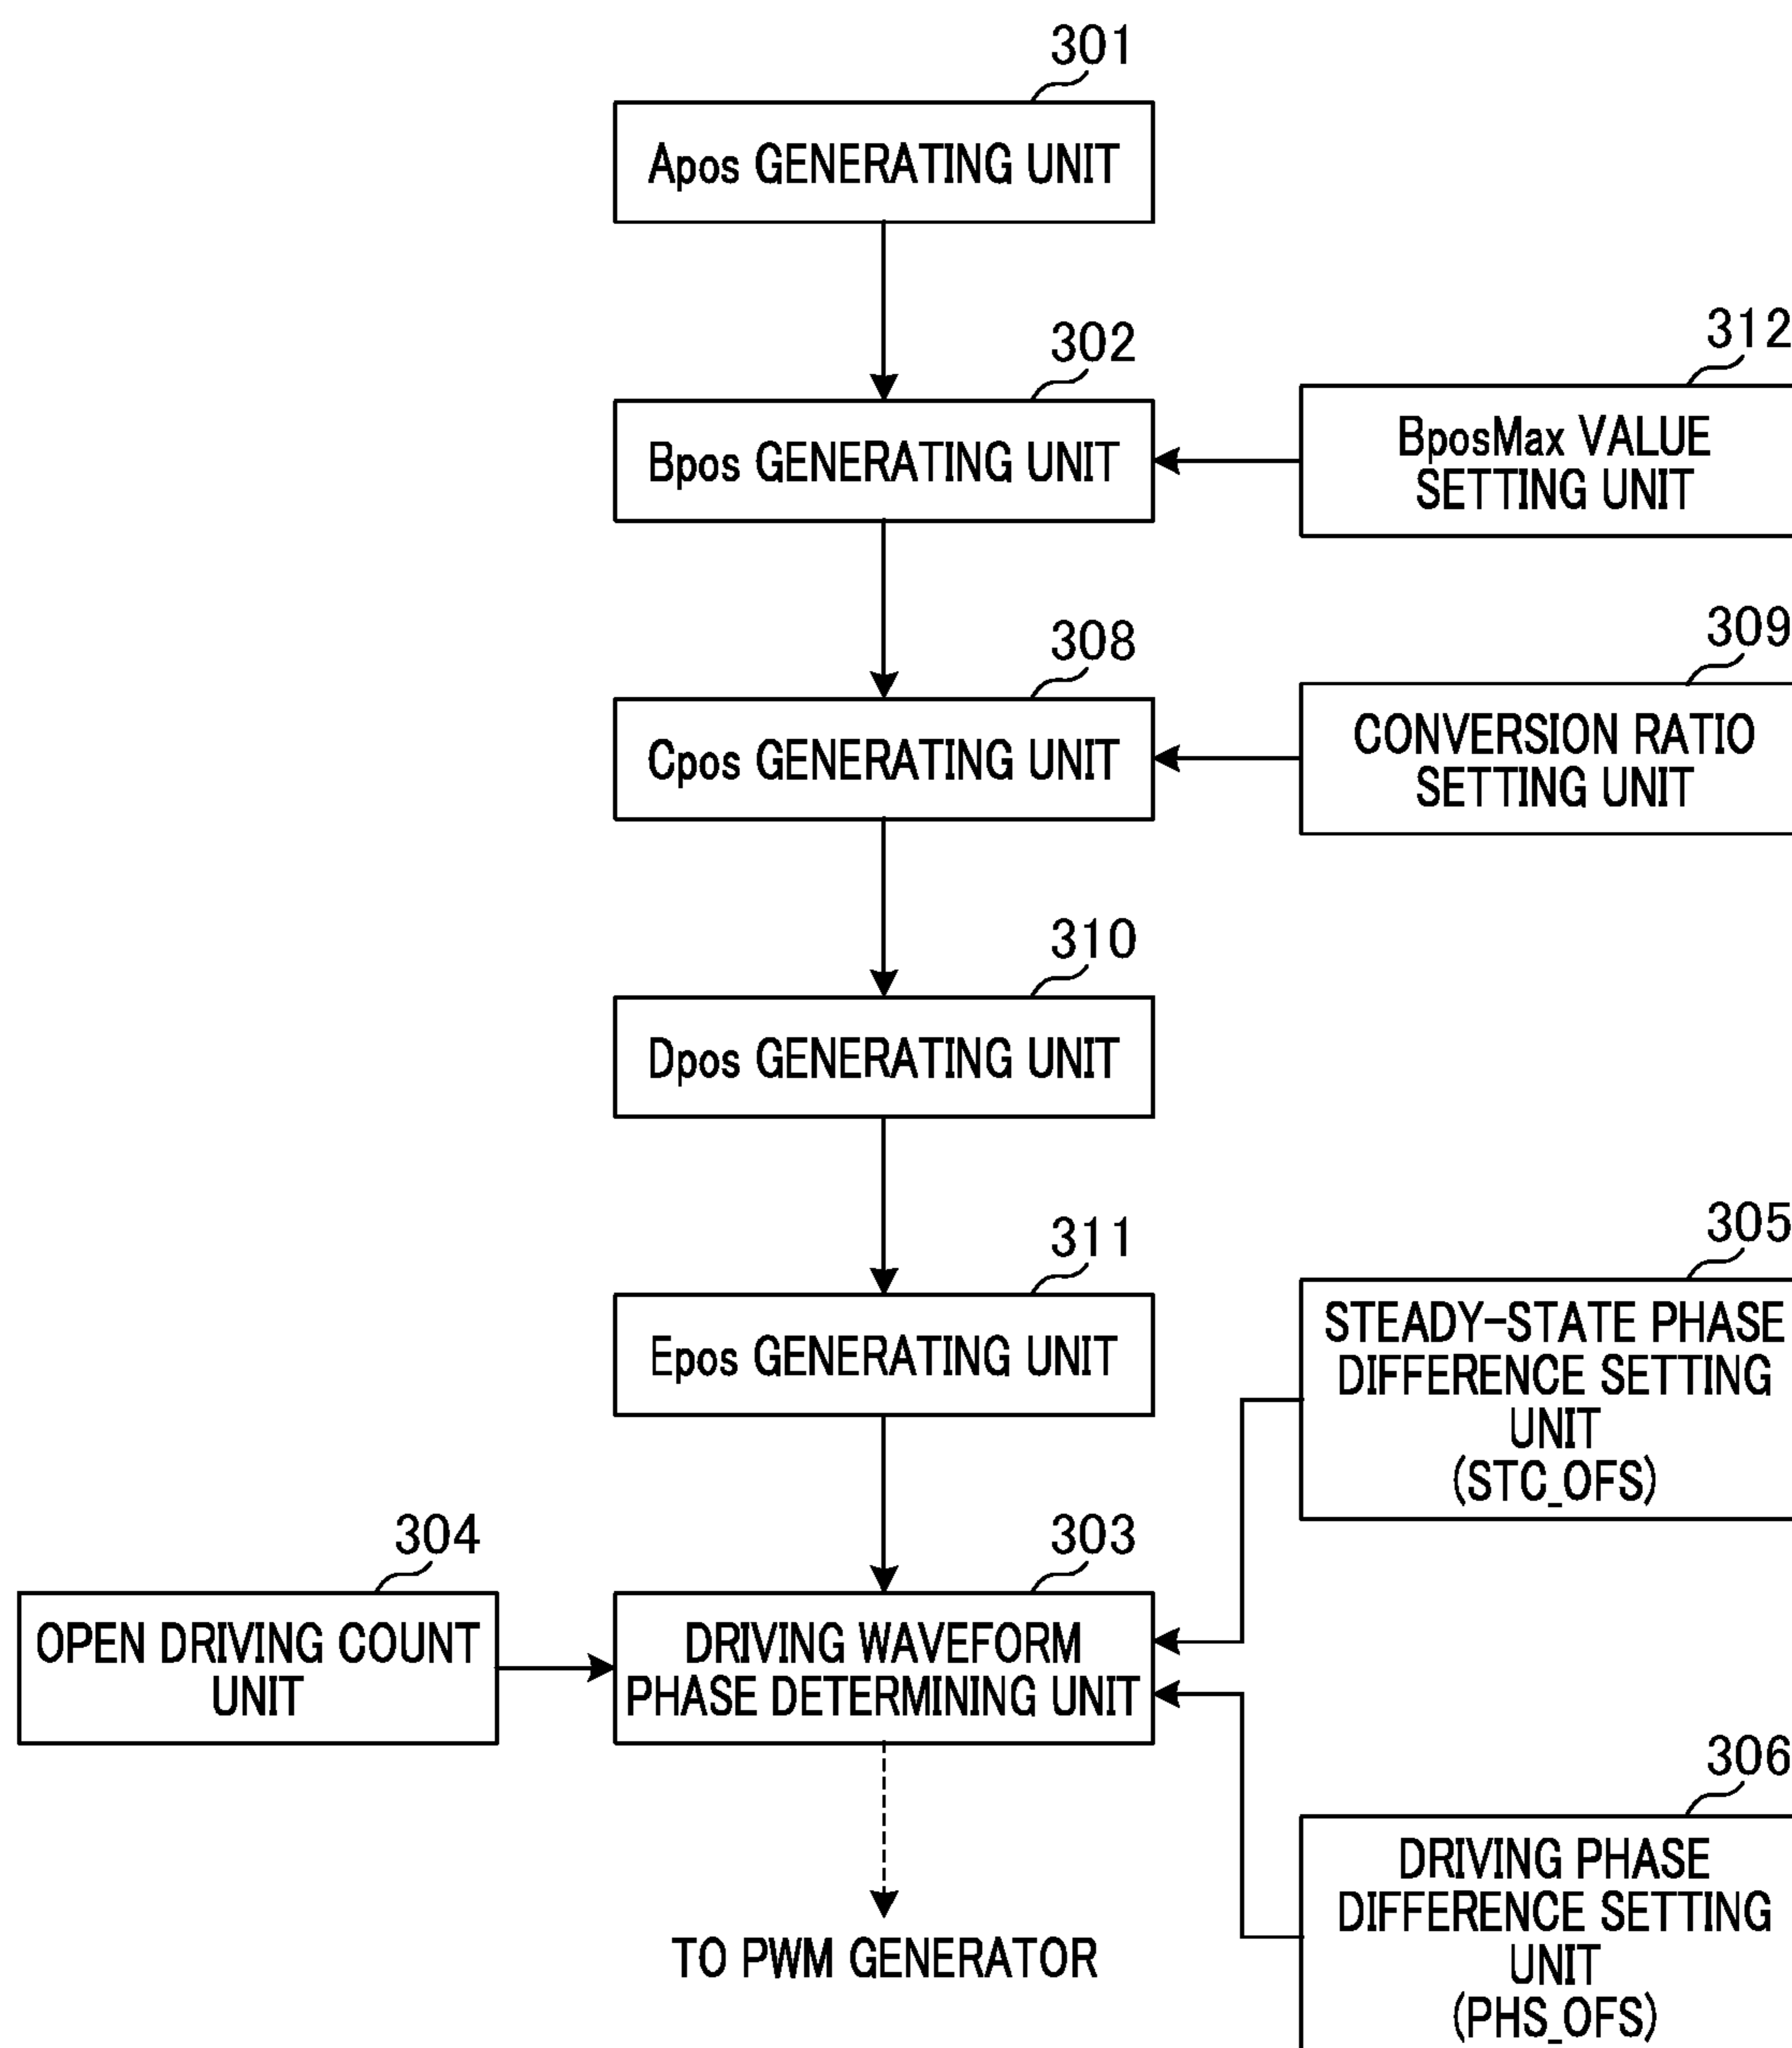 301
Apos GENERATING UNIT
302
Bpos GENERATING UNIT
312
BposMax VALUE
SETTING UNIT
308
Cpos GENERATING UNIT
309
CONVERSION RATIO
SETTING UNIT
310
Dpos GENERATING UNIT
311
Epos GENERATING UNIT
305
STEADY-STATE PHASE
DIFFERENCE SETTING
UNIT
(STC_OFS)
304
OPEN DRIVING COUNT
UNIT
303
DRIVING WAVEFORM
PHASE DETERMINING UNIT
306
DRIVING PHASE
DIFFERENCE SETTING
UNIT
(PHS_OFS)
TO PWM GENERATOR